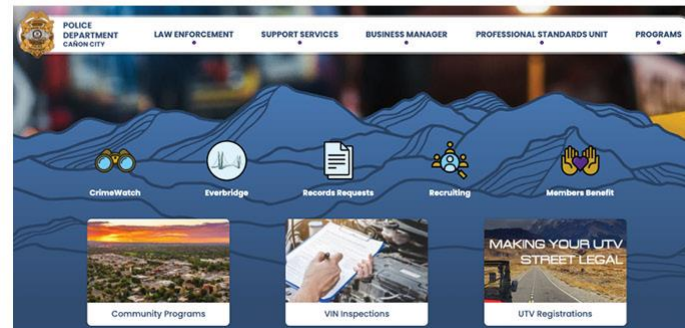 POLICE
DEPARTMENT
CAÑON CITY
LAW ENFORCEMENT
SUPPORT SERVICES
BUSINESS MANAGER
PROFESSIONAL STANDARDS UNIT
PROGRAMS
CrimeWatch
Everbridge
Records Requests
Recruiting
Members Benefit
MAKING YOUR UTV
STREET LEGAL
Community Programs
VIN Inspections
UTV Registrations